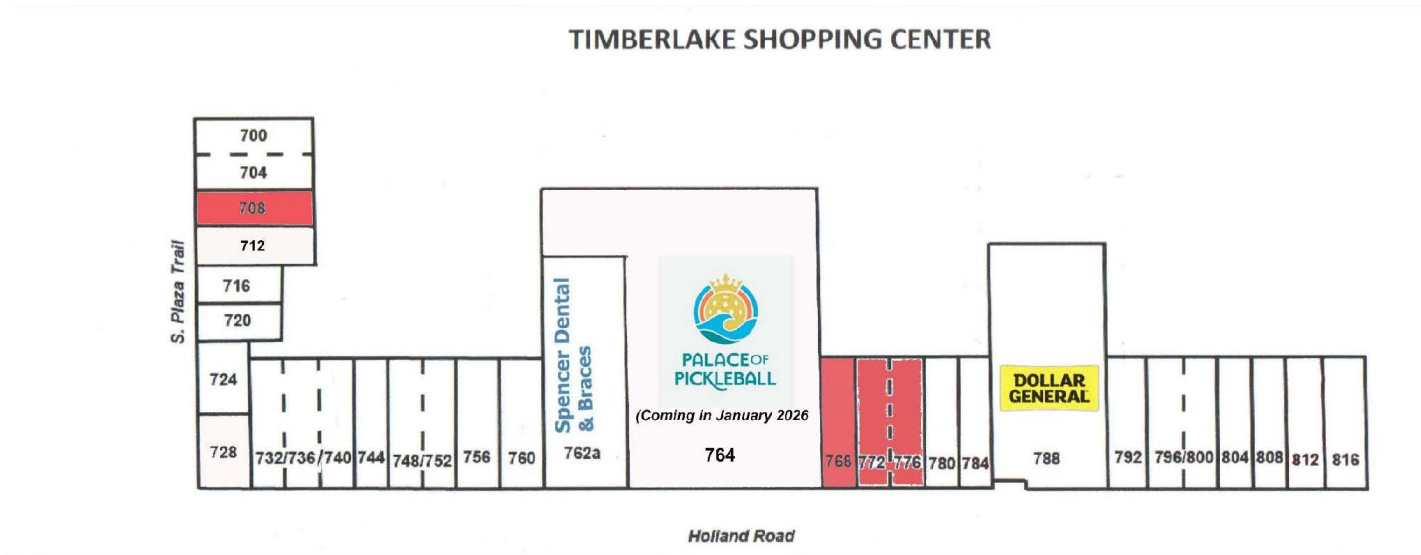 TIMBERLAKE SHOPPING CENTER
700
704
708
712
716
720
724
728
S. Plaza Trail
732/736/740
744
748/752
756
760
Spencer Dental
& Braces
762a
PALACE OF
PICKLEBALL
(Coming in January 2026
764
768
772
776
780
784
DOLLAR
GENERAL
788
792
796/800
804
808
812
816
Holland Road